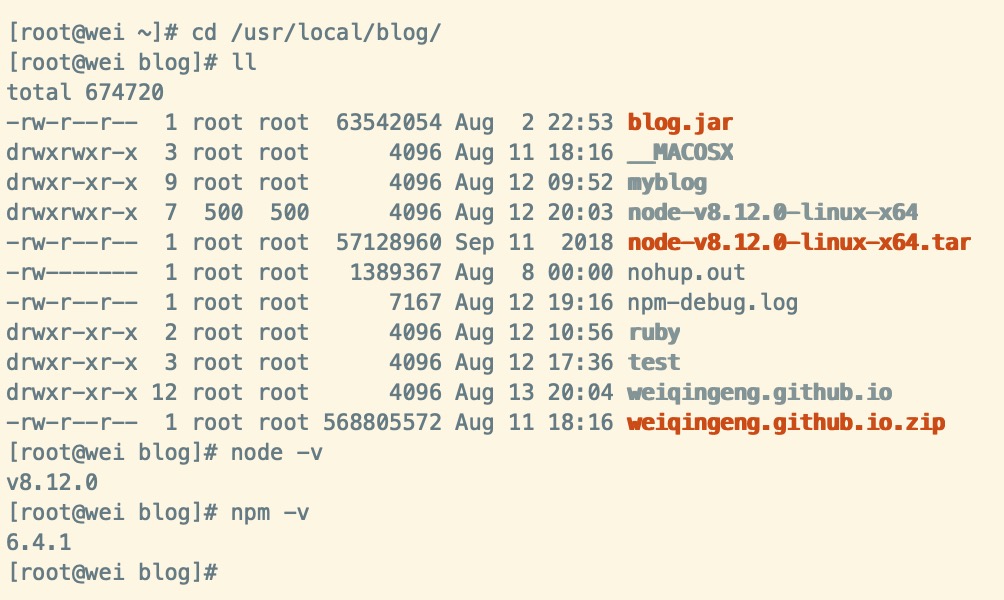 [root@wei ~]# cd /usr/local/blog/
[root@wei blog]# ll
total 674720
-rw-r--r--  1 root root  63542054 Aug  2 22:53 blog.jar
drwxrwxr-x  3 root root      4096 Aug 11 18:16 __MACOSX
drwxr-xr-x  9 root root      4096 Aug 12 09:52 myblog
drwxrwxr-x  7  500  500      4096 Aug 12 20:03 node-v8.12.0-linux-x64
-rw-r--r--  1 root root  57128960 Sep 11  2018 node-v8.12.0-linux-x64.tar
-rw-------  1 root root   1389367 Aug  8 00:00 nohup.out
-rw-r--r--  1 root root      7167 Aug 12 19:16 npm-debug.log
drwxr-xr-x  2 root root      4096 Aug 12 10:56 ruby
drwxr-xr-x  3 root root      4096 Aug 12 17:36 test
drwxr-xr-x 12 root root      4096 Aug 13 20:04 weiqingeng.github.io
-rw-r--r--  1 root root 568805572 Aug 11 18:16 weiqingeng.github.io.zip
[root@wei blog]# node -v
v8.12.0
[root@wei blog]# npm -v
6.4.1
[root@wei blog]#